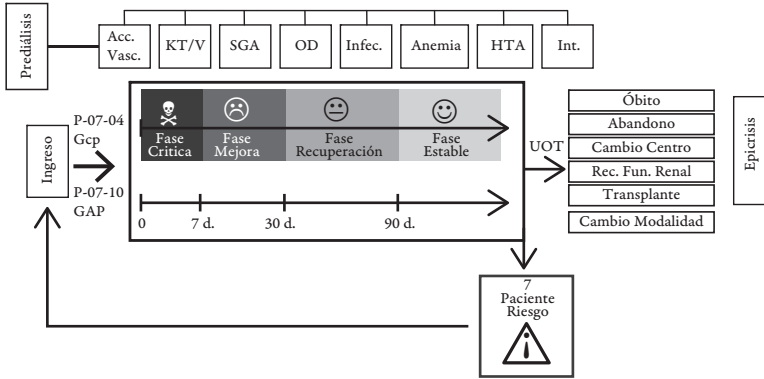 Prediálisis
Acc.
Vasc.
KT/V
SGA
OD
Infec.
Anemia
HTA
Int.
Ingreso
P-07-04
Gcp
P-07-10
GAP
Fase
Critica
Fase
Mejora
Fase
Recuperación
Fase
Estable
0
7 d.
30 d.
90 d.
UOT
Óbito
Abandono
Cambio Centro
Rec. Fun. Renal
Transplante
Cambio Modalidad
Epicrisis
7
Paciente
Riesgo